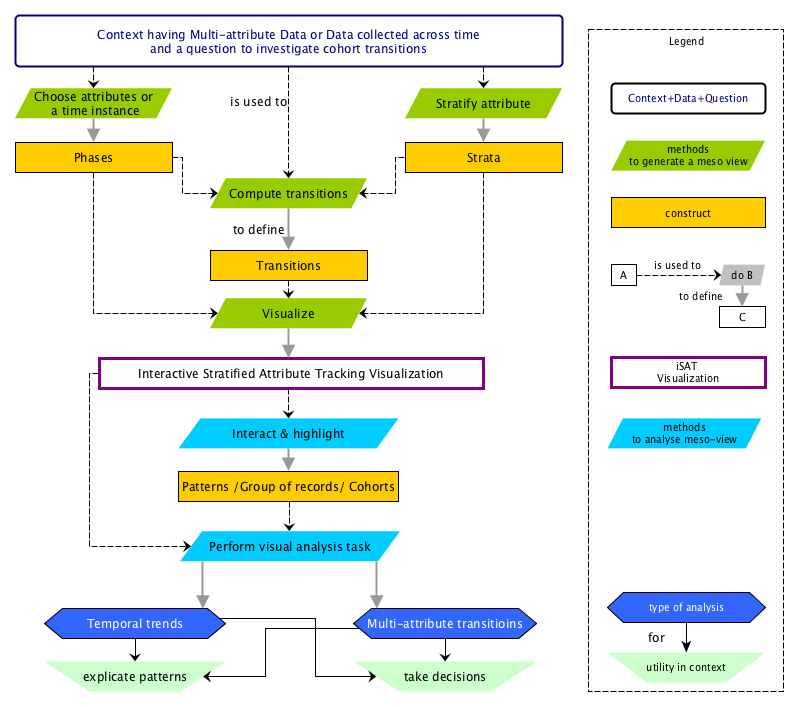 Context having Multi-attribute Data or Data collected across time
and a question to investigate cohort transitions
Choose attributes or
a time instance
is used to
Stratify attribute
Phases
Strata
Compute transitions
to define
Transitions
Visualize
Interactive Stratified Attribute Tracking Visualization
Interact & highlight
Patterns /Group of records/ Cohorts
Perform visual analysis task
Temporal trends
Multi-attribute transitioins
explicate patterns
take decisions
Legend
Context+Data+Question
methods
to generate a meso view
construct
A
is used to
do B
to define
C
iSAT
Visualization
methods
to analyse meso-view
type of analysis
for
utility in context